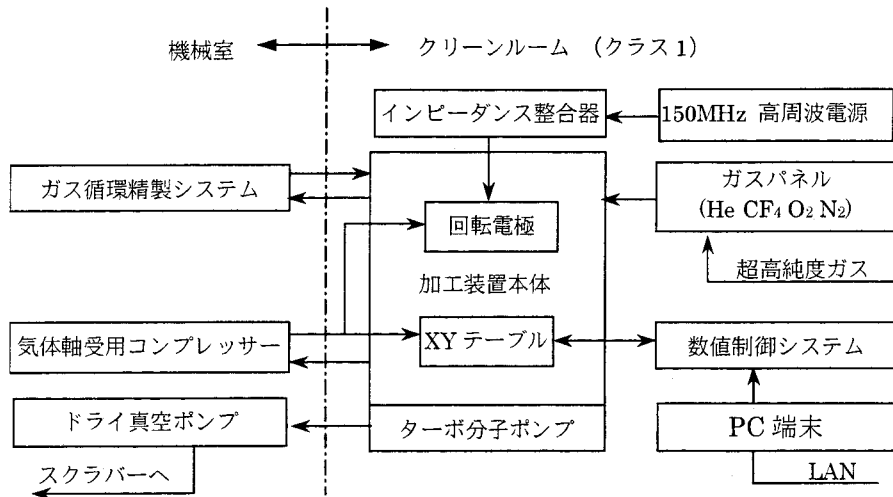 機械室
クリーンルーム (クラス1)
インピーダンス整合器
150MHz 高周波電源
ガス循環精製システム
ガスパネル
(He CF₄ O₂ N₂)
回転電極
超高純度ガス
加工装置本体
気体軸受用コンプレッサー
XYテーブル
数値制御システム
ドライ真空ポンプ
ターボ分子ポンプ
PC 端末
スクラバーへ
LAN